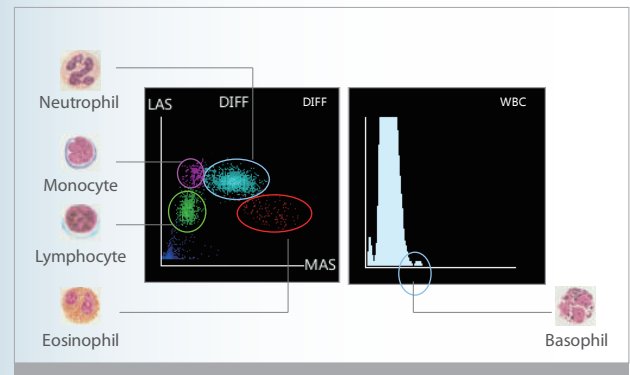 Neutrophil
Monocyte
Lymphocyte
Eosinophil
LAS DIFF DIFF
MAS
WBC
Basophil